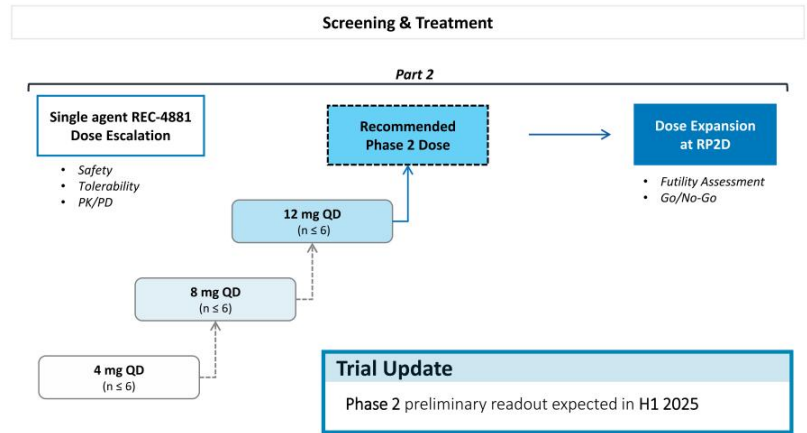 Screening & Treatment
Part 2
Single agent REC-4881
Dose Escalation
• Safety
• Tolerability
• PK/PD
Recommended
Phase 2 Dose
Dose Expansion
at RP2D
• Futility Assessment
• Go/No-Go
12 mg QD
(n ≤ 6)
8 mg QD
(n ≤ 6)
4 mg QD
(n ≤ 6)
Trial Update
Phase 2 preliminary readout expected in H1 2025